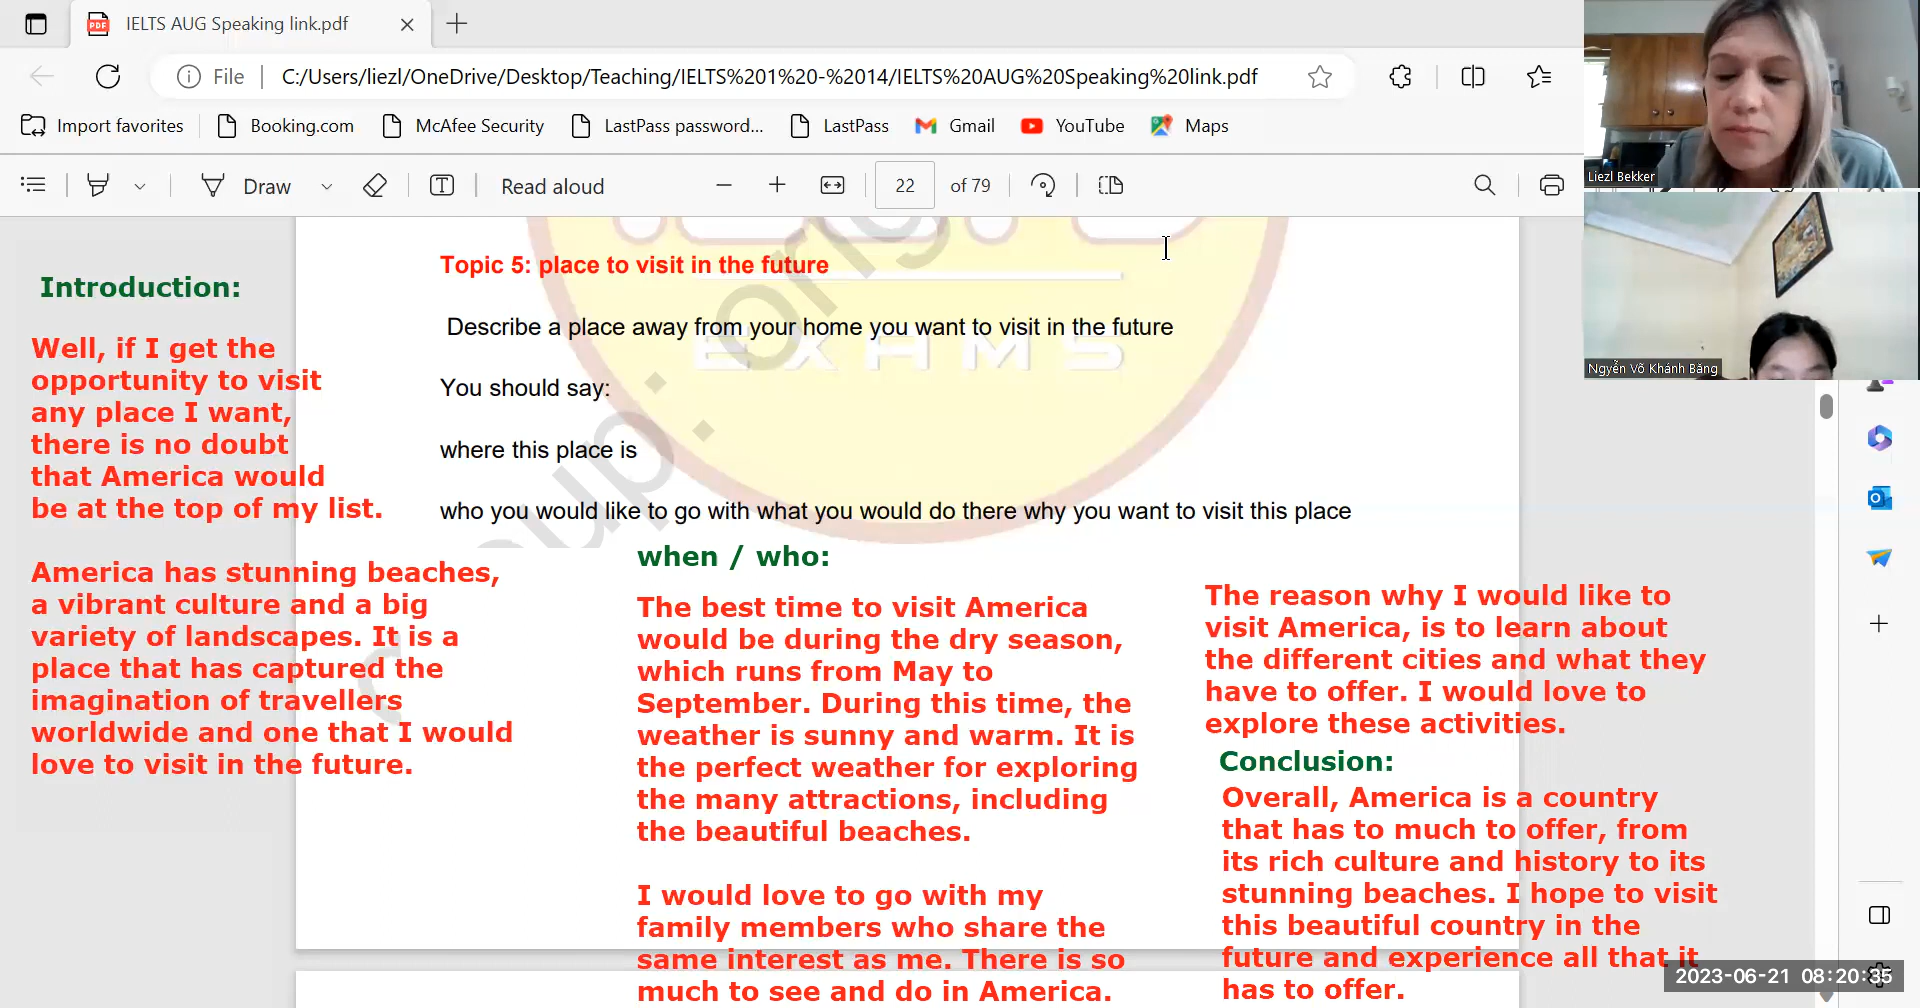 IELTS AUG Speaking link.pdf
File
C:/Users/liezl/OneDrive/Desktop/Teaching/IELTS%201%20-%2014/IELTS%20AUG%20Speaking%20link.pdf
Import favorites
Booking.com
McAfee Security
LastPass password...
LastPass
Gmail
YouTube
Maps
Draw
Read aloud
22
of 79
Liezl Bekker
Nguyễn Võ Khánh Băng
Topic 5: place to visit in the future
Describe a place away from your home you want to visit in the future
EXAMS
You should say:
where this place is
who you would like to go with what you would do there why you want to visit this place
Introduction:
Well, if I get the
opportunity to visit
any place I want,
there is no doubt
that America would
be at the top of my list.
America has stunning beaches,
a vibrant culture and a big
variety of landscapes. It is a
place that has captured the
imagination of travellers
worldwide and one that I would
love to visit in the future.
when / who:
The best time to visit America
would be during the dry season,
which runs from May to
September. During this time, the
weather is sunny and warm. It is
the perfect weather for exploring
the many attractions, including
the beautiful beaches.
I would love to go with my
family members who share the
same interest as me. There is so
much to see and do in America.
The reason why I would like to
visit America, is to learn about
the different cities and what they
have to offer. I would love to
explore these activities.
Conclusion:
Overall, America is a country
that has to much to offer, from
its rich culture and history to its
stunning beaches. I hope to visit
this beautiful country in the
future and experience all that it
has to offer.
2023-06-21 08:20:35